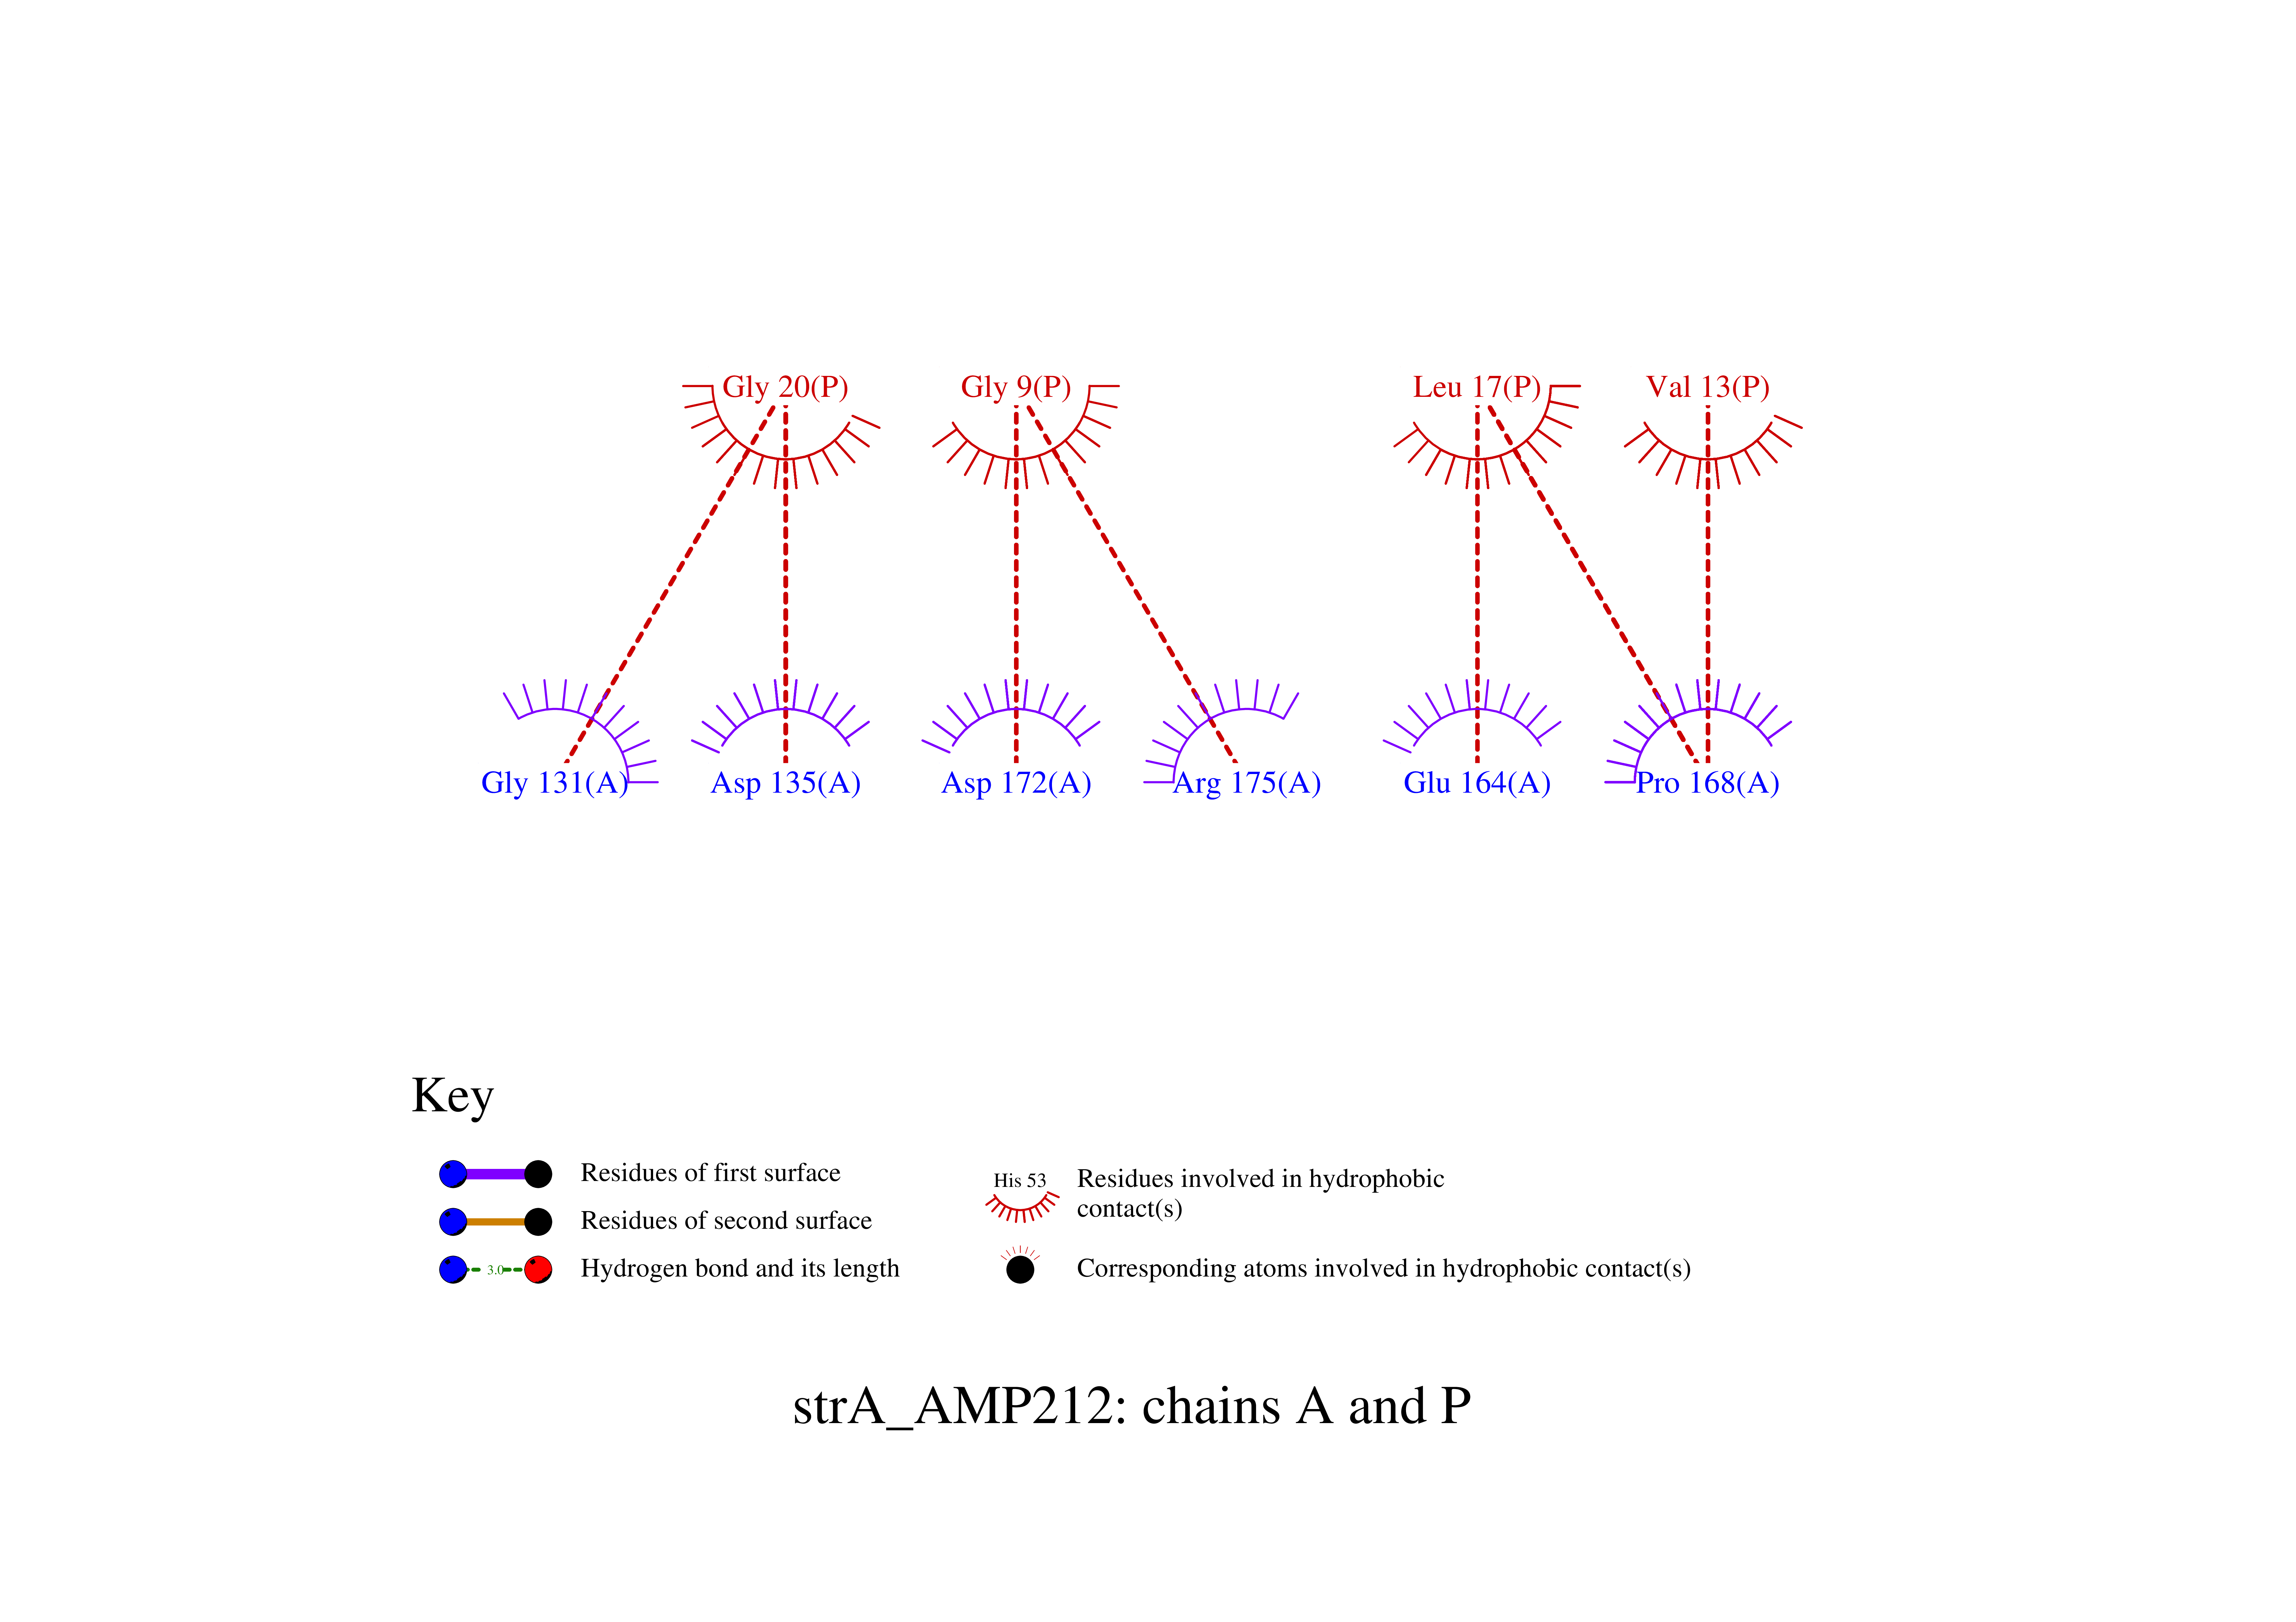 Gly 20(P) Gly 9(P) Leu 17(P) Val 13(P)
Gly 131(A) Asp 135(A) Asp 172(A) Arg 175(A) Glu 164(A) Pro 168(A)
Key
Residues of first surface
Residues of second surface
3.0 Hydrogen bond and its length
His 53 Residues involved in hydrophobic
contact(s)
Corresponding atoms involved in hydrophobic contact(s)
strA_AMP212: chains A and P